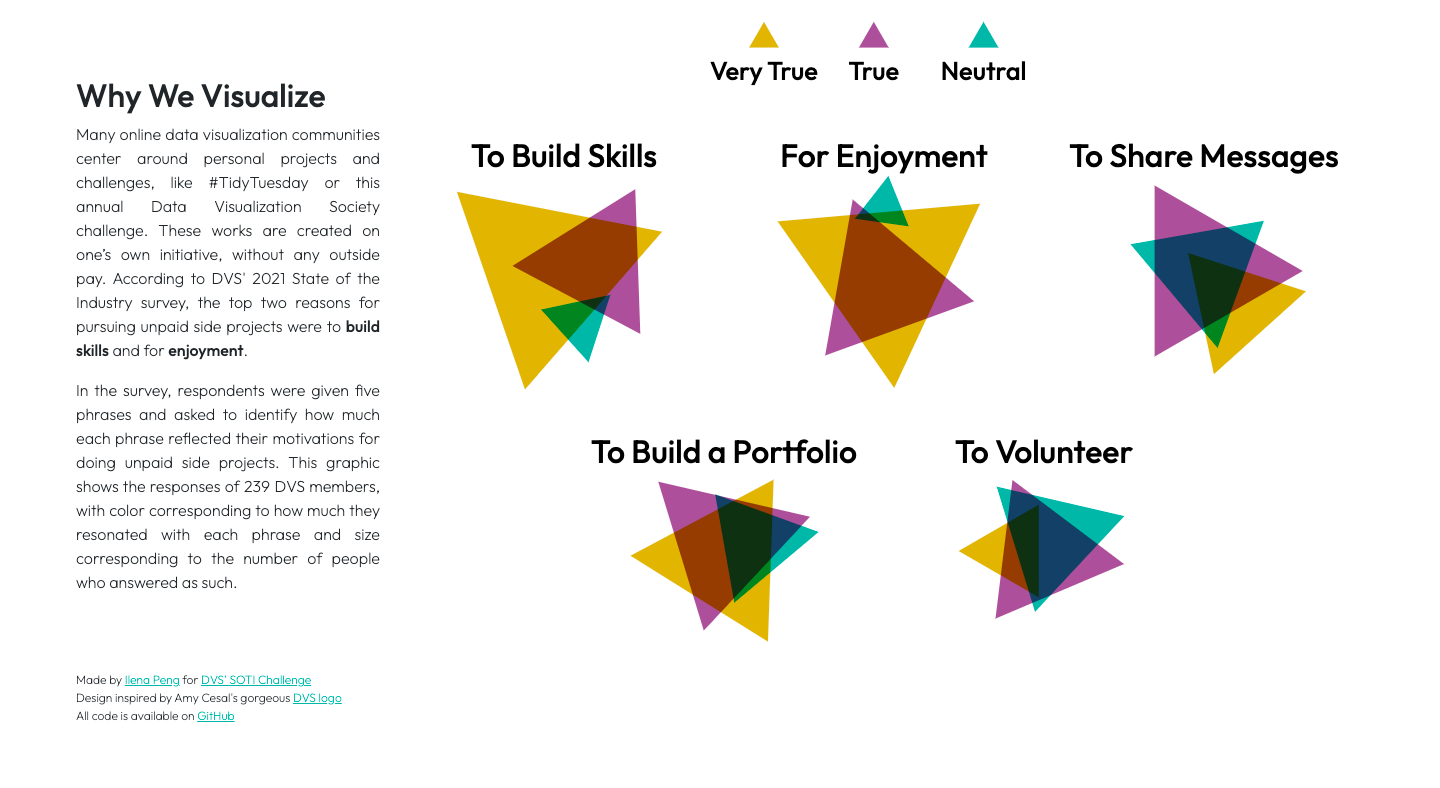 Very True
True
Neutral
Why We Visualize
Many online data visualization communities
center around personal projects and
challenges, like #TidyTuesday or this
annual Data Visualization Society
challenge. These works are created on
one's own initiative, without any outside
pay. According to DVS' 2021 State of the
Industry survey, the top two reasons for
pursuing unpaid side projects were to build
skills and for enjoyment.
In the survey, respondents were given five
phrases and asked to identify how much
each phrase reflected their motivations for
doing unpaid side projects. This graphic
shows the responses of 239 DVS members,
with color corresponding to how much they
resonated with each phrase and size
corresponding to the number of people
who answered as such.
Made by Ilena Peng for DVS' SOTI Challenge
Design inspired by Amy Cesal's gorgeous DVS logo
All code is available on GitHub
To Build Skills
For Enjoyment
To Share Messages
To Build a Portfolio
To Volunteer